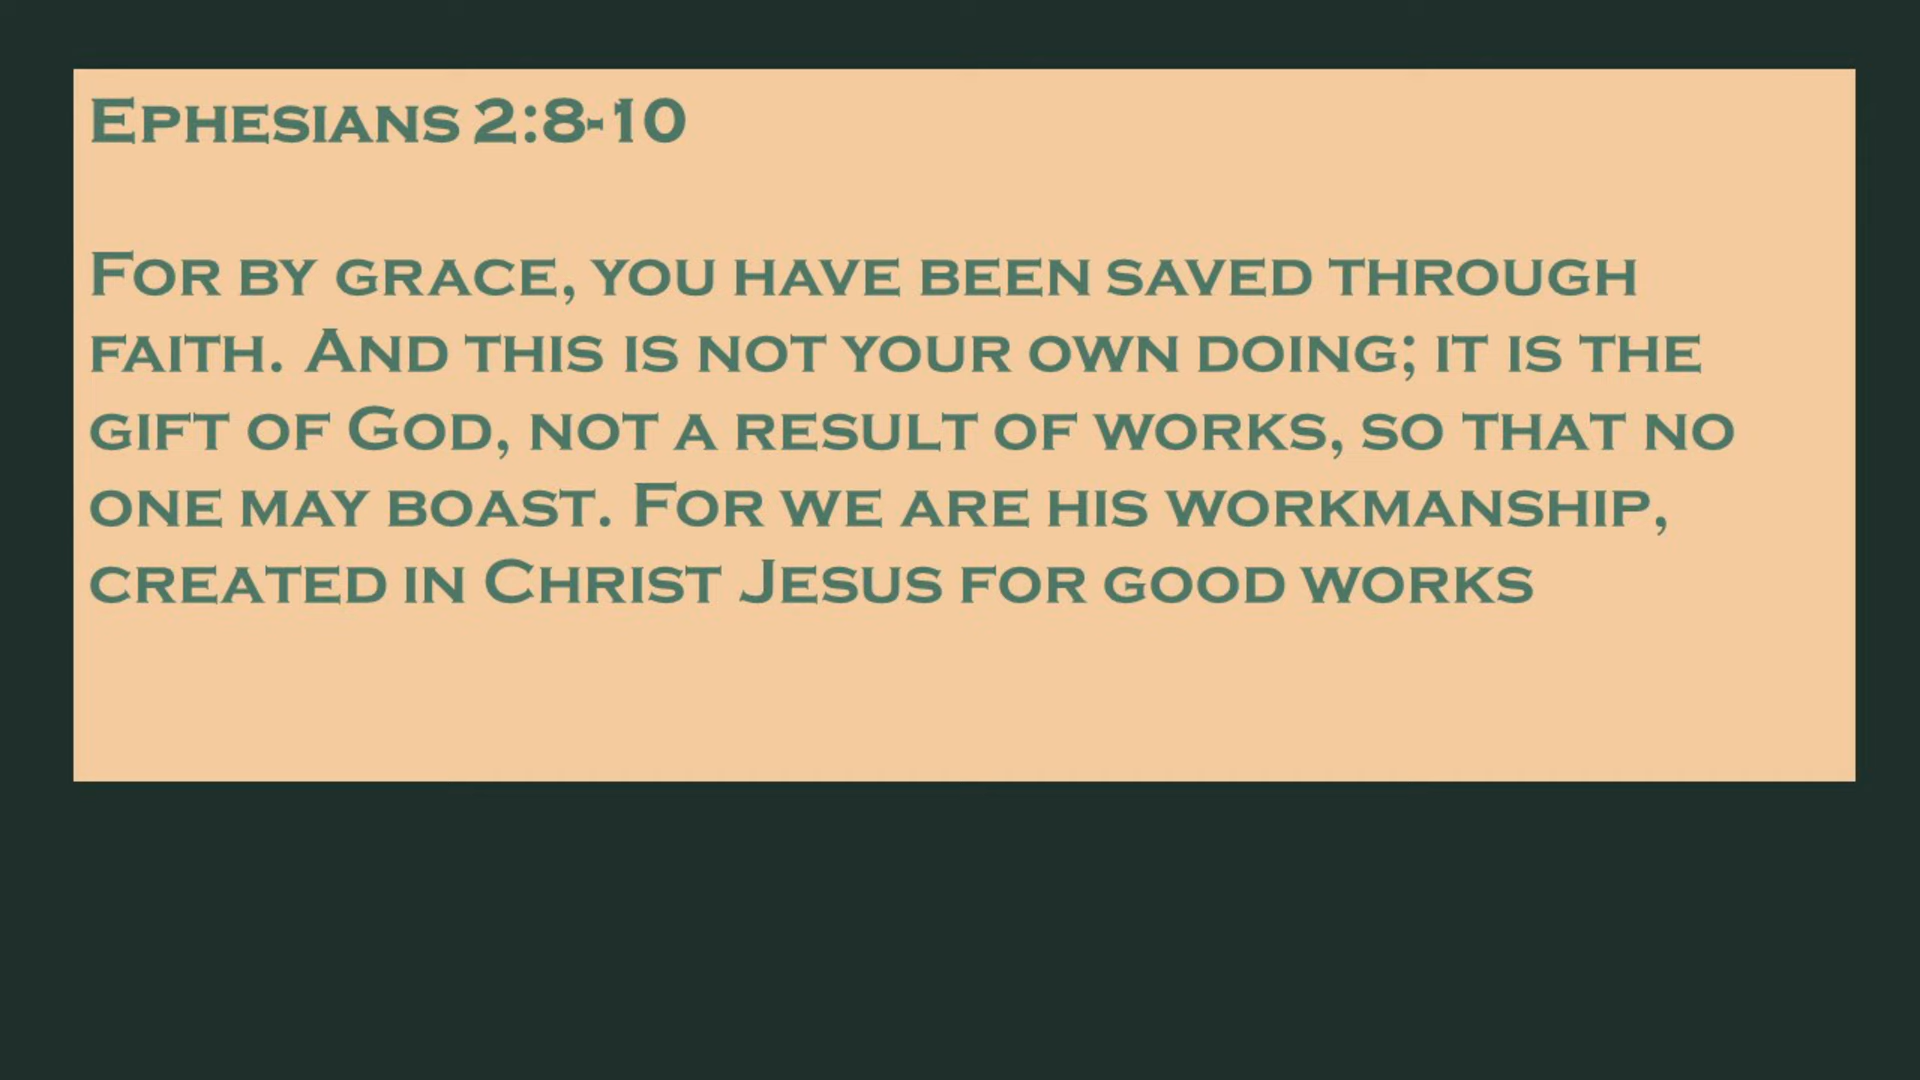 Ephesians 2:8-10
For by grace, you have been saved through
faith. And this is not your own doing; it is the
gift of God, not a result of works, so that no
one may boast. For we are his workmanship,
created in Christ Jesus for good works